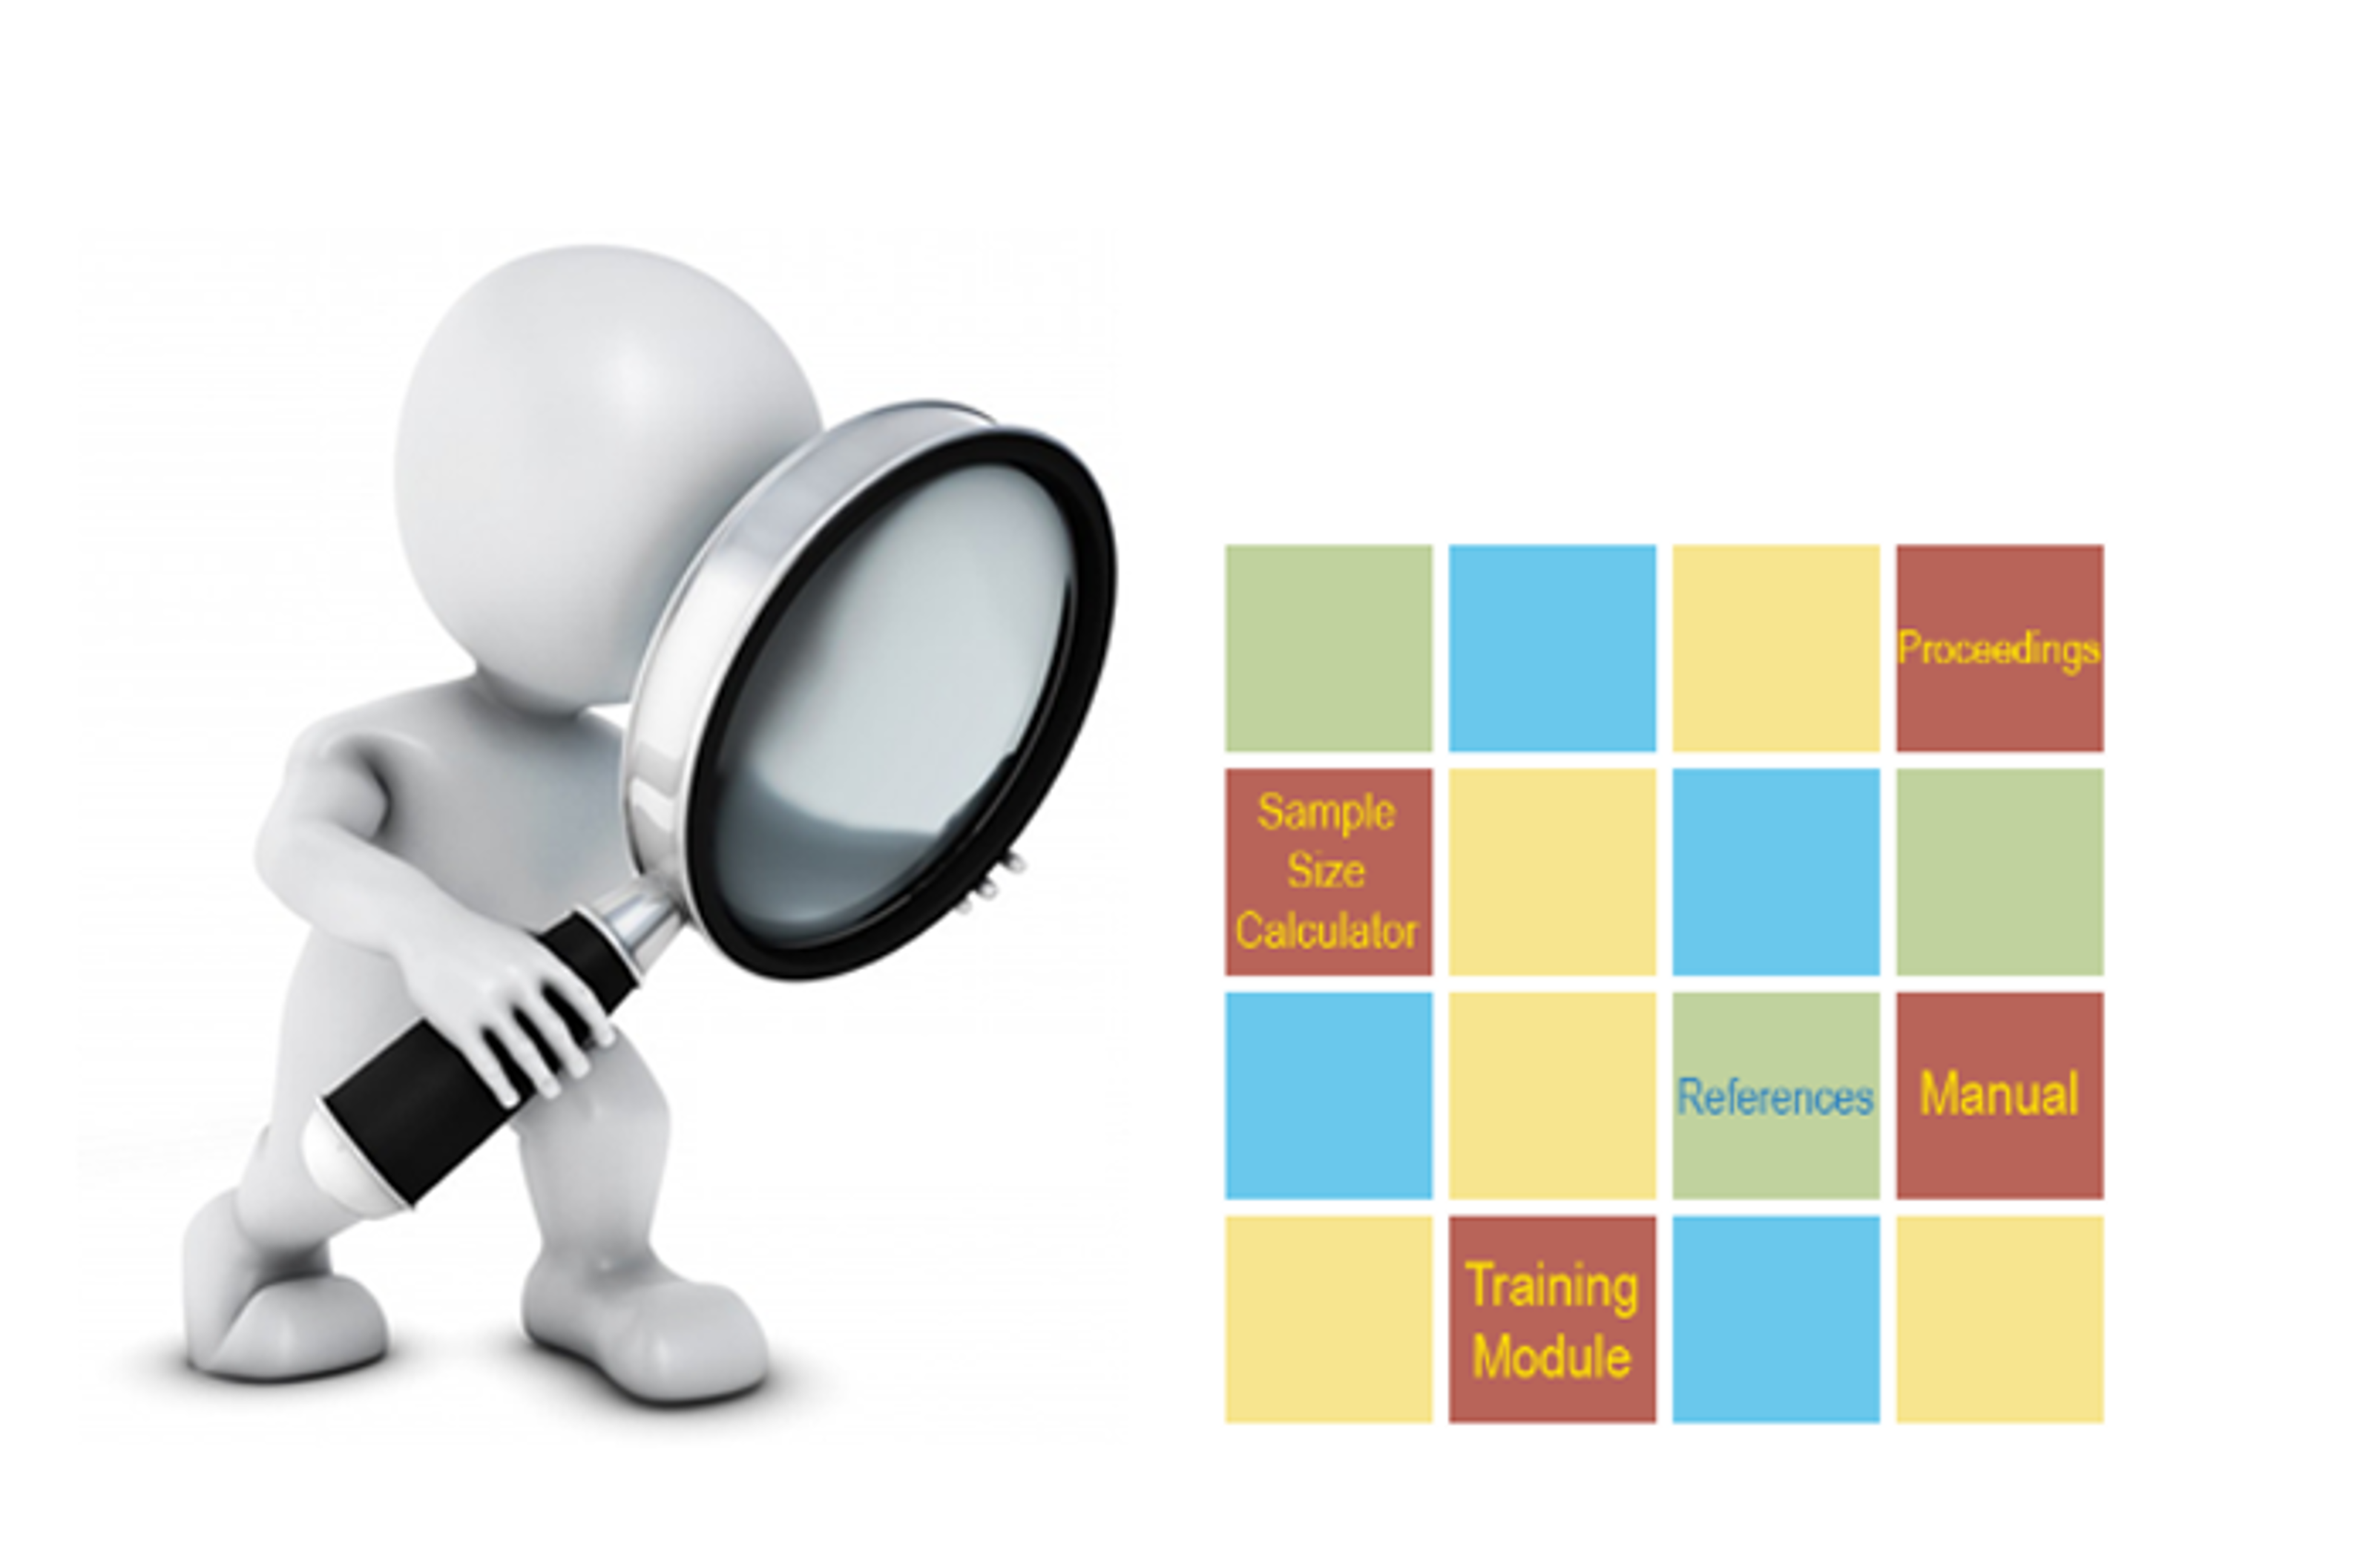 Proceedings
Sample
Size
Calculator
References
Manual
Training
Module